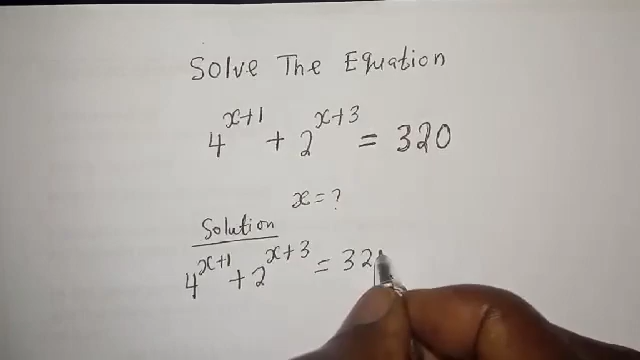 Solve The Equation
4^{x+1} + 2^{x+3} = 320
x = ?
Solution
4^{x+1} + 2^{x+3} = 32